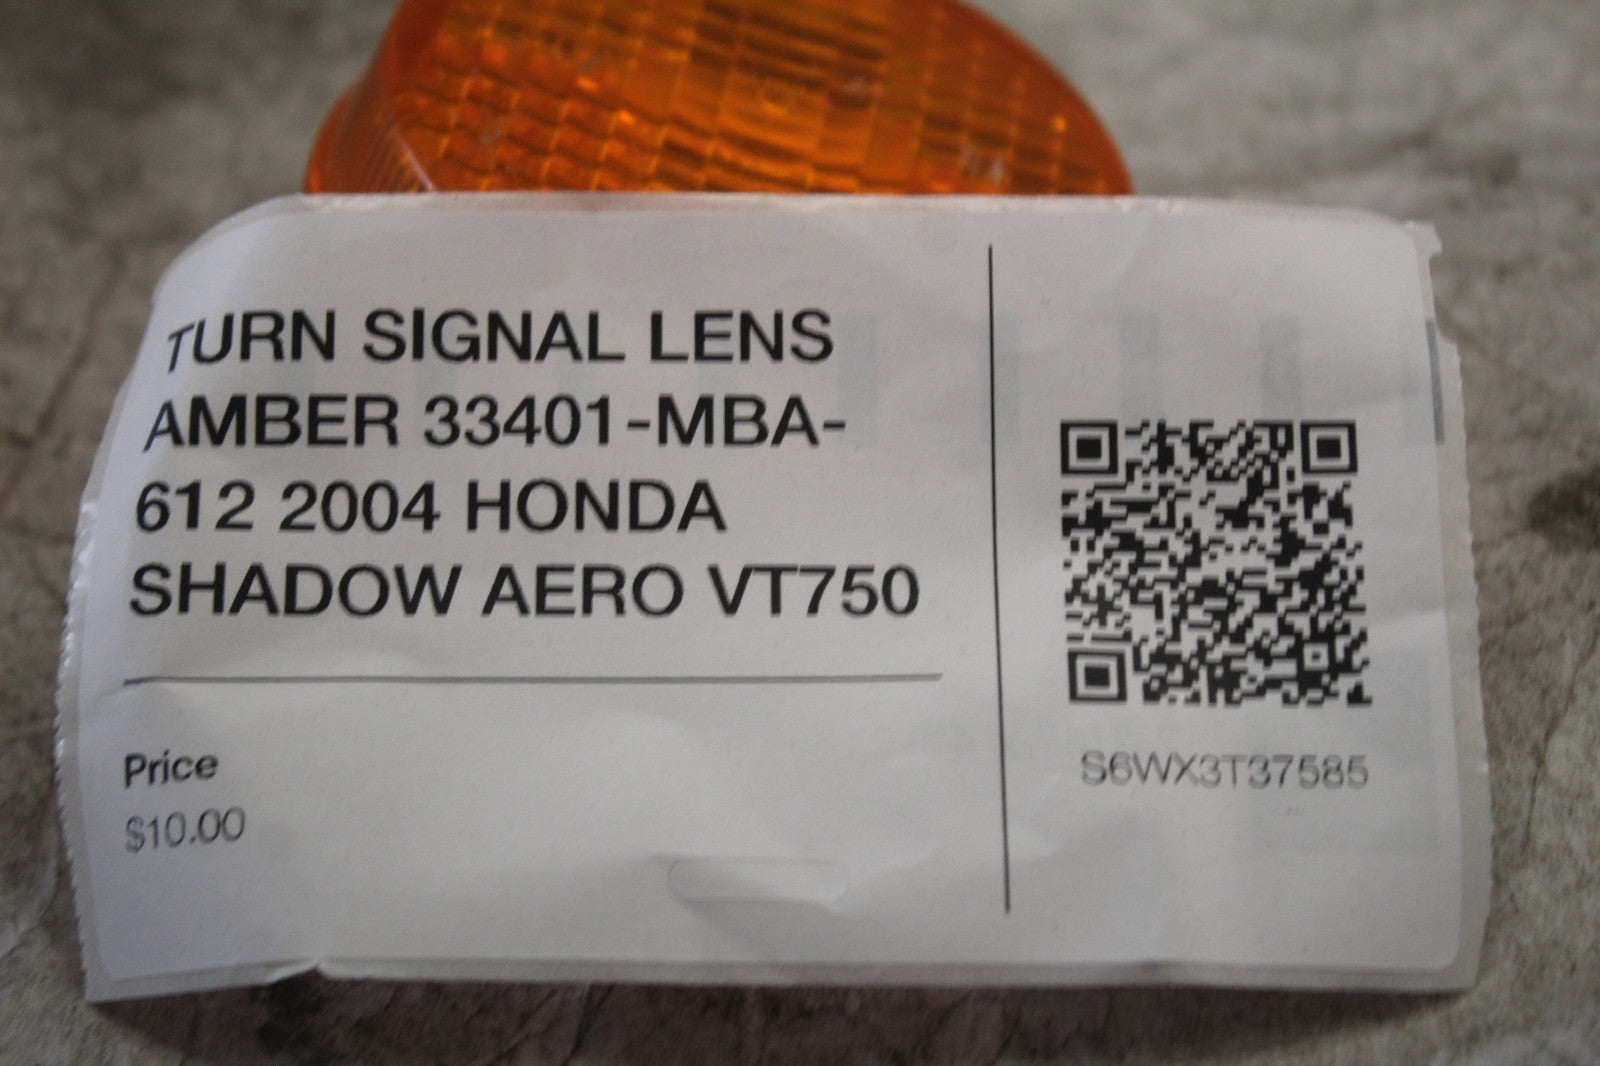 TURN SIGNAL LENS
AMBER 33401-MBA-
612 2004 HONDA
SHADOW AERO VT750
Price
$10.00
S6WX3T37585